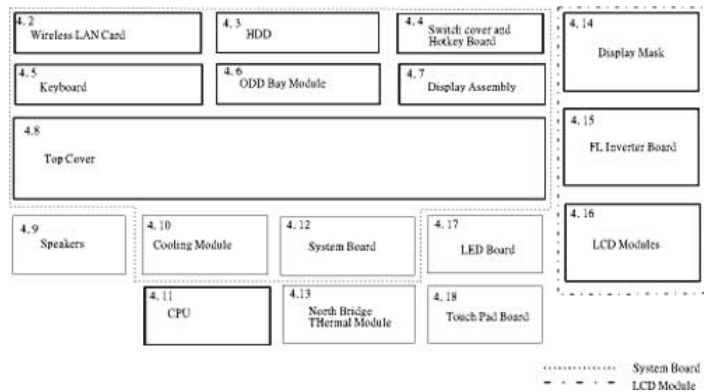 4.2
Wireless LAN Card
4.3
HDD
4.4
Switch cover and
Hotkey Board
4.14
Display Mask
4.5
Keyboard
4.6
ODD Bay Module
4.7
Display Assembly
4.8
Top Cover
4.15
FL Inverter Board
4.9
Speakers
4.10
Cooling Module
4.12
System Board
4.17
LED Board
4.16
LCD Modules
4.11
CPU
4.13
North Bridge
THermal Module
4.18
Touch Pad Board
System Board
LCD Module